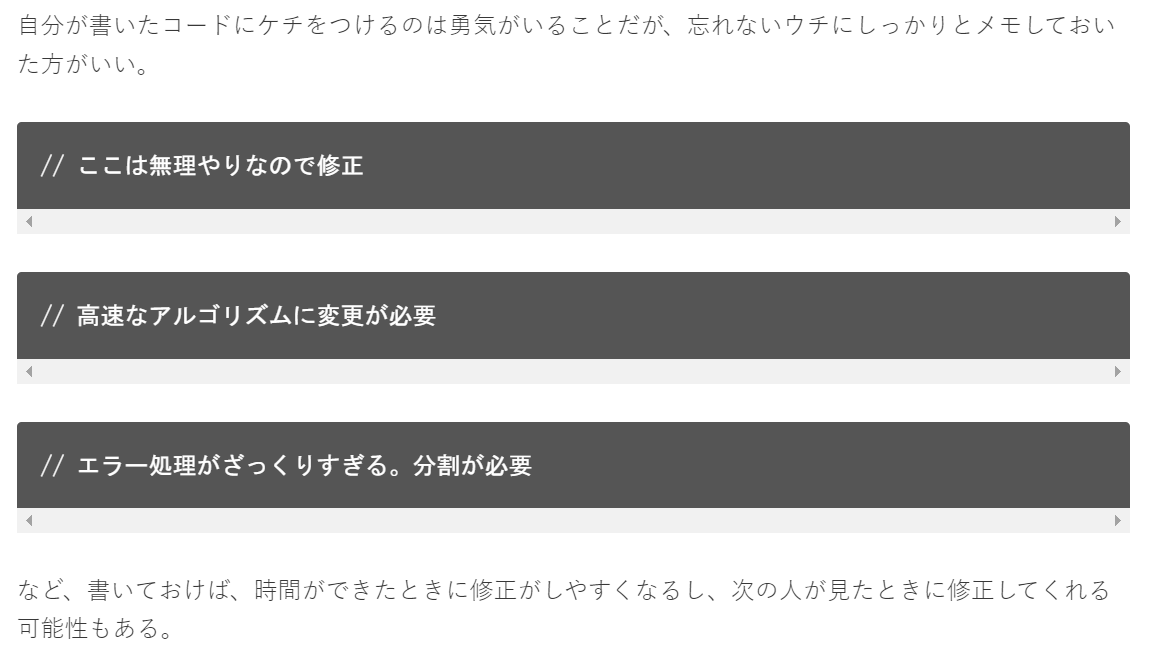 自分が書いたコードにケチをつけるのは勇気がいることだが、忘れないウチにしっかりとメモしておい
た方がいい。
// ここは無理やりなので修正
// 高速なアルゴリズムに変更が必要
// エラー処理がざっくりすぎる。分割が必要
など、書いておけば、時間ができたときに修正がしやすくなるし、次の人が見たときに修正してくれる
可能性もある。